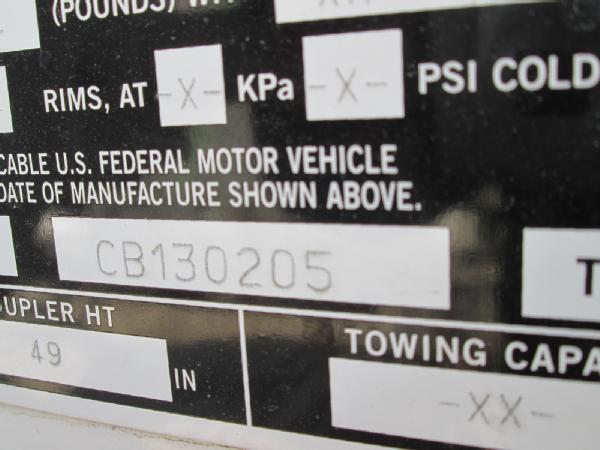 (POUNDS)
RIMS, AT -X- KPa -X- PSI COLD
CABLE U.S. FEDERAL MOTOR VEHICLE
DATE OF MANUFACTURE SHOWN ABOVE.
CB130205 T
UPLER HT
49 IN
TOWING CAPA
-XX-